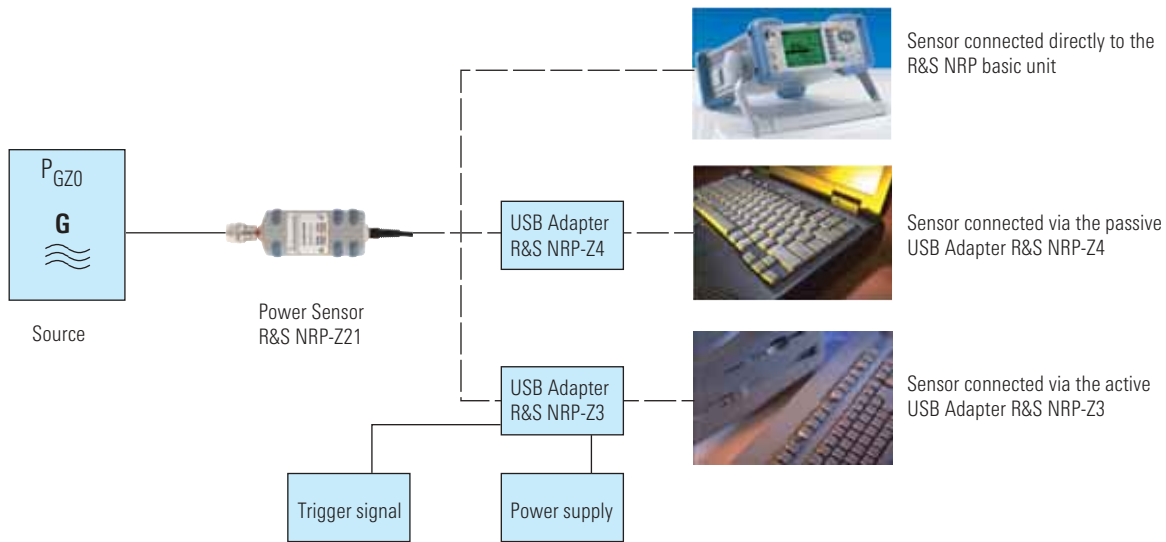 Sensor connected directly to the
R&S NRP basic unit
P_GZ0
G
Source
Power Sensor
R&S NRP-Z21
USB Adapter
R&S NRP-Z4
Sensor connected via the passive
USB Adapter R&S NRP-Z4
USB Adapter
R&S NRP-Z3
Sensor connected via the active
USB Adapter R&S NRP-Z3
Trigger signal
Power supply